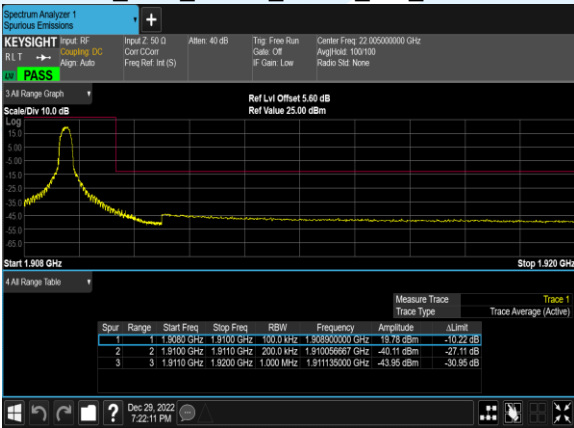 Spectrum Analyzer 1
Spurious Emissions
+
KEYSIGHT Input: RF Input Z: 50 Ω Atten: 40 dB Trig: Free Run Center Freq: 22.005000000 GHz
RLT Coupling: DC Corr CCorr Gate: Off Avg|Hold: 100/100
Align: Auto Freq Ref: Int (S) IF Gain: Low Radio Std: None
PASS
3 All Range Graph
Ref Lvl Offset 5.60 dB
Scale/Div 10.0 dB Ref Value 25.00 dBm
Log
15.0
5.00
-5.00
-15.0
-25.0
-35.0
-45.0
-55.0
-65.0
Start 1.908 GHz Stop 1.920 GHz
4 All Range Table
Measure Trace Trace 1
Trace Type Trace Average (Active)
Spur Range Start Freq Stop Freq RBW Frequency Amplitude ΔLimit
1 1 1.9080 GHz 1.9100 GHz 100.0 kHz 1.908900000 GHz 19.78 dBm -10.22 dB
2 2 1.9100 GHz 1.9110 GHz 200.0 kHz 1.910056667 GHz -40.11 dBm -27.11 dB
3 3 1.9110 GHz 1.9200 GHz 1.000 MHz 1.911135000 GHz -43.95 dBm -30.95 dB
? Dec 29, 2022
7:22:11 PM